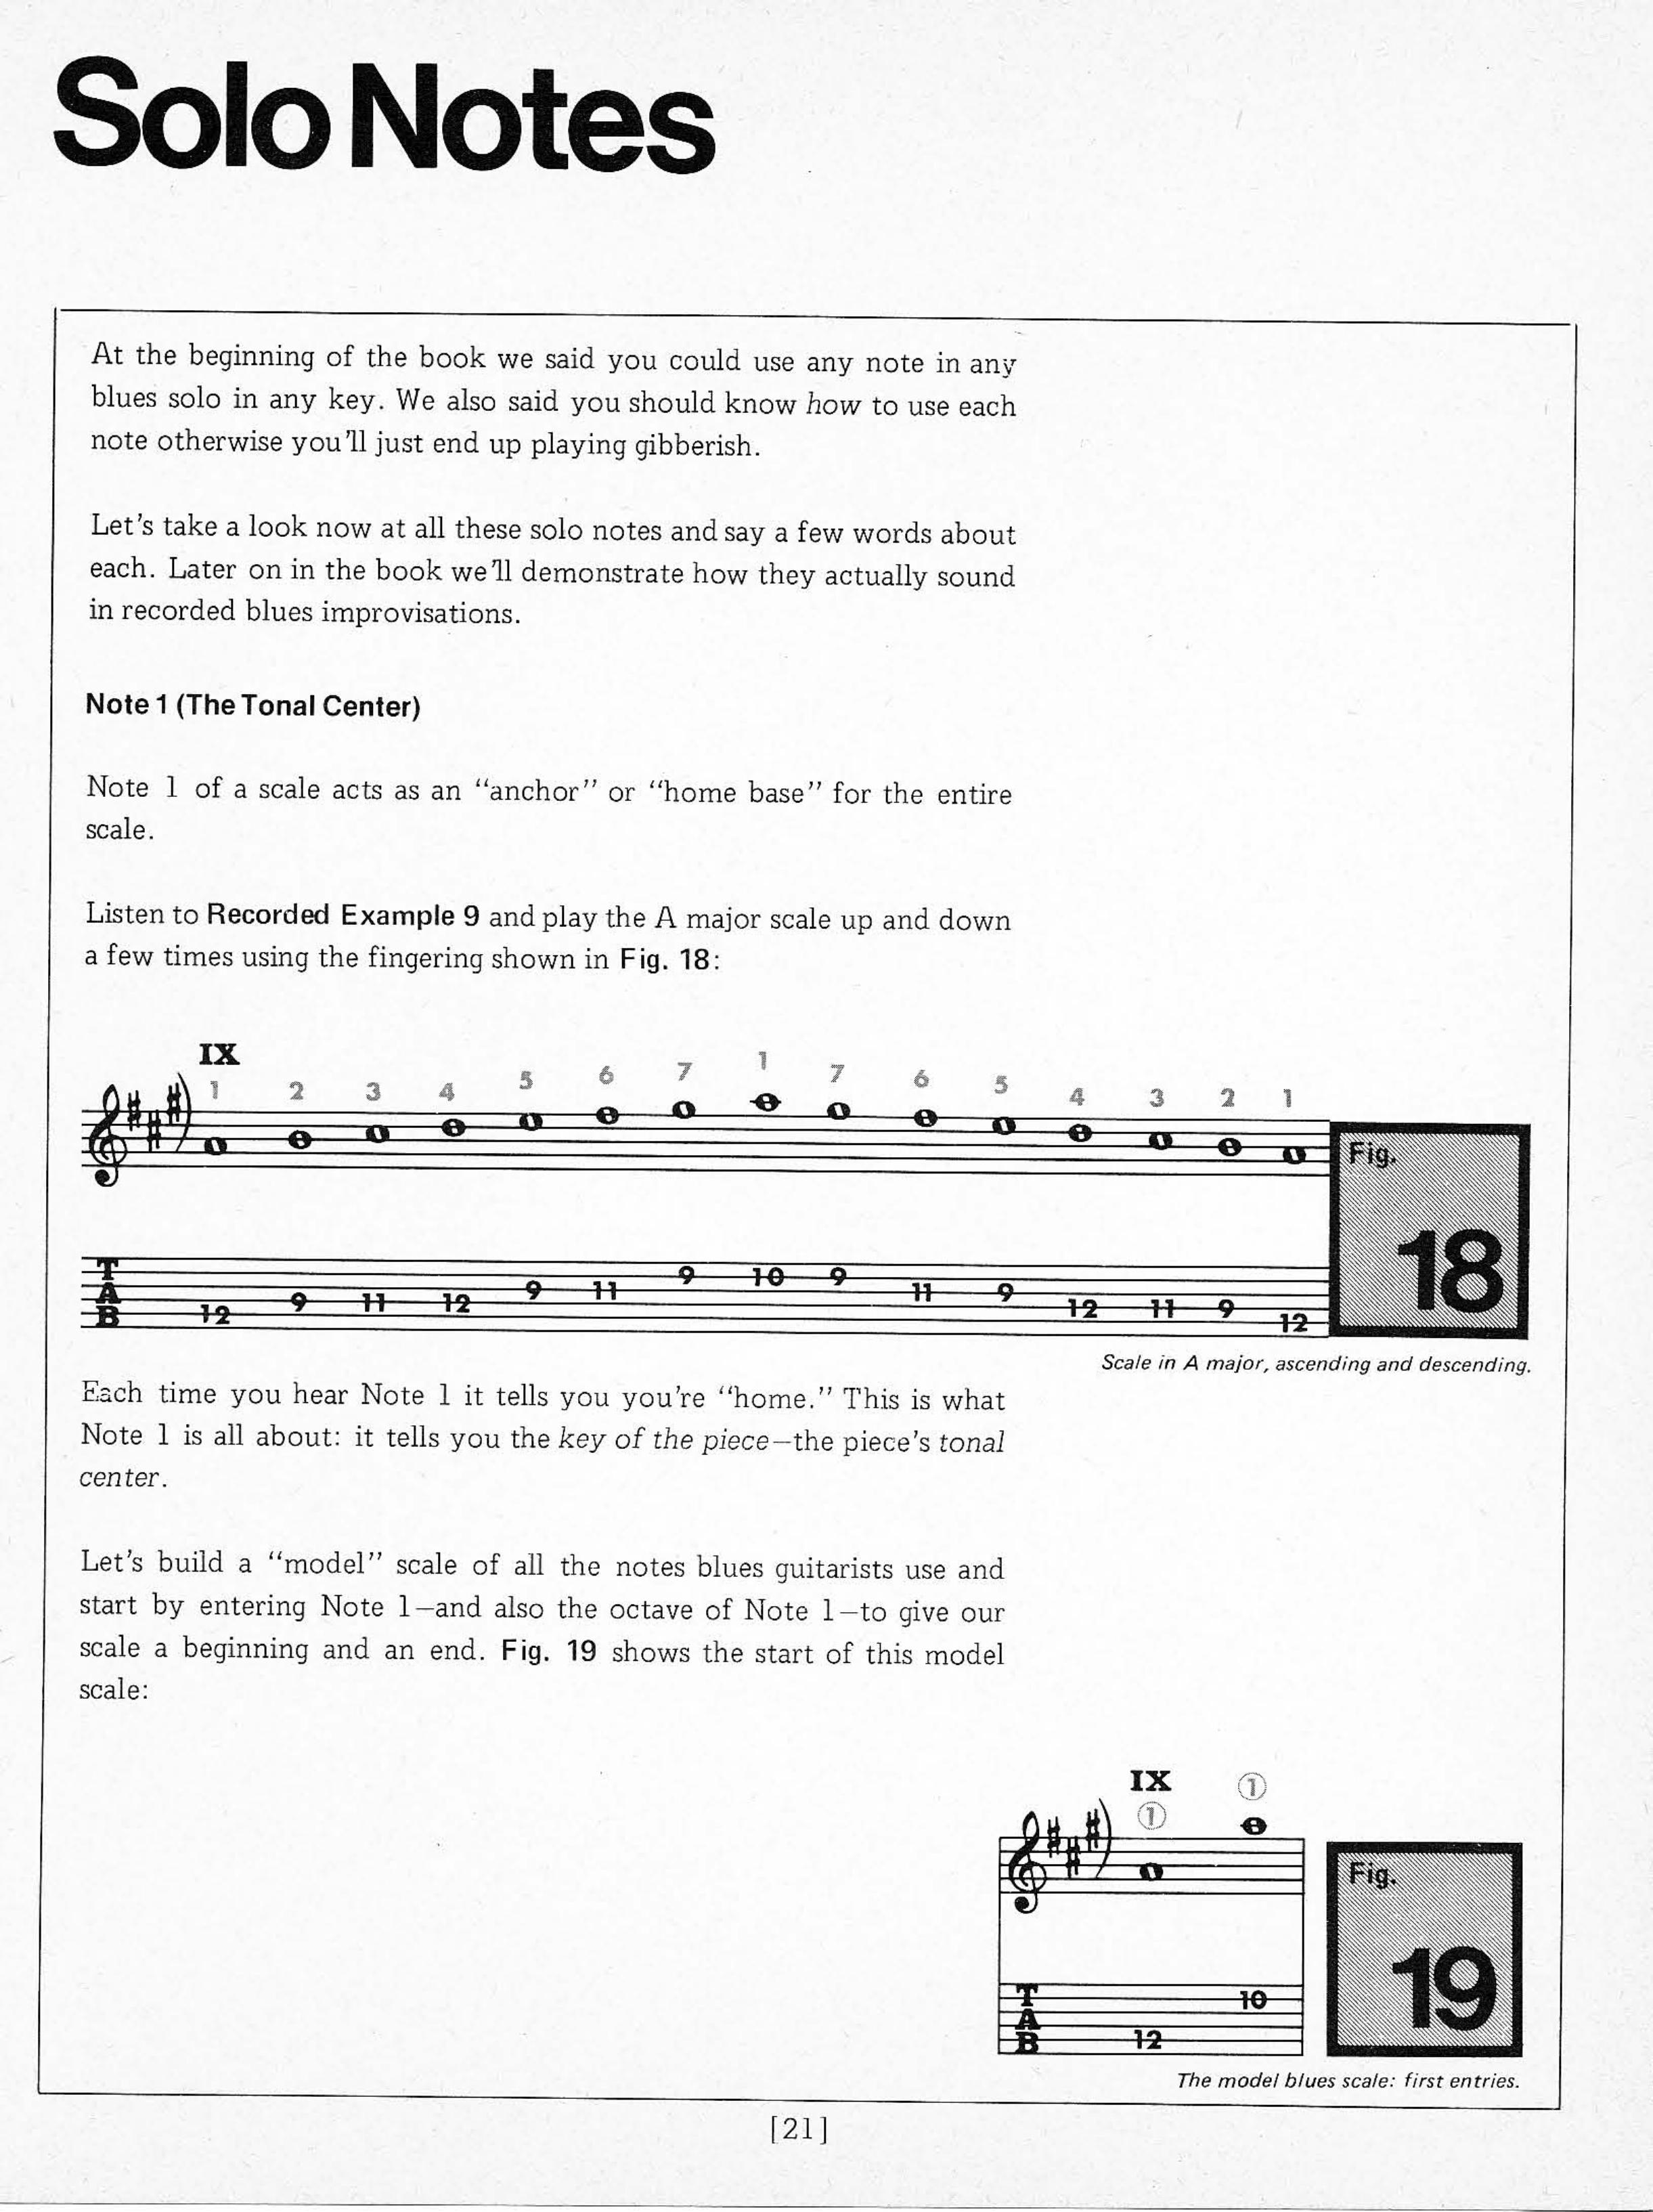 Solo Notes
At the beginning of the book we said you could use any note in any
blues solo in any key. We also said you should know how to use each
note otherwise you'll just end up playing gibberish.
Let's take a look now at all these solo notes and say a few words about
each. Later on in the book we'll demonstrate how they actually sound
in recorded blues improvisations.
Note 1 (The Tonal Center)
Note 1 of a scale acts as an “anchor” or “home base” for the entire
scale.
Listen to Recorded Example 9 and play the A major scale up and down
a few times using the fingering shown in Fig. 18:
IX
1 2 3 4 5 6 7 1 7 6 5 4 3 2 1
Fig.
18
T
A
B
12 9 11 12 9 11 9 10 9 11 9 12 11 9 12
Scale in A major, ascending and descending.
Each time you hear Note 1 it tells you you're “home.” This is what
Note 1 is all about: it tells you the key of the piece—the piece's tonal
center.
Let's build a “model” scale of all the notes blues guitarists use and
start by entering Note 1—and also the octave of Note 1—to give our
scale a beginning and an end. Fig. 19 shows the start of this model
scale:
IX
1 1
Fig.
19
T
A
B
12 10
The model blues scale: first entries.
[21]